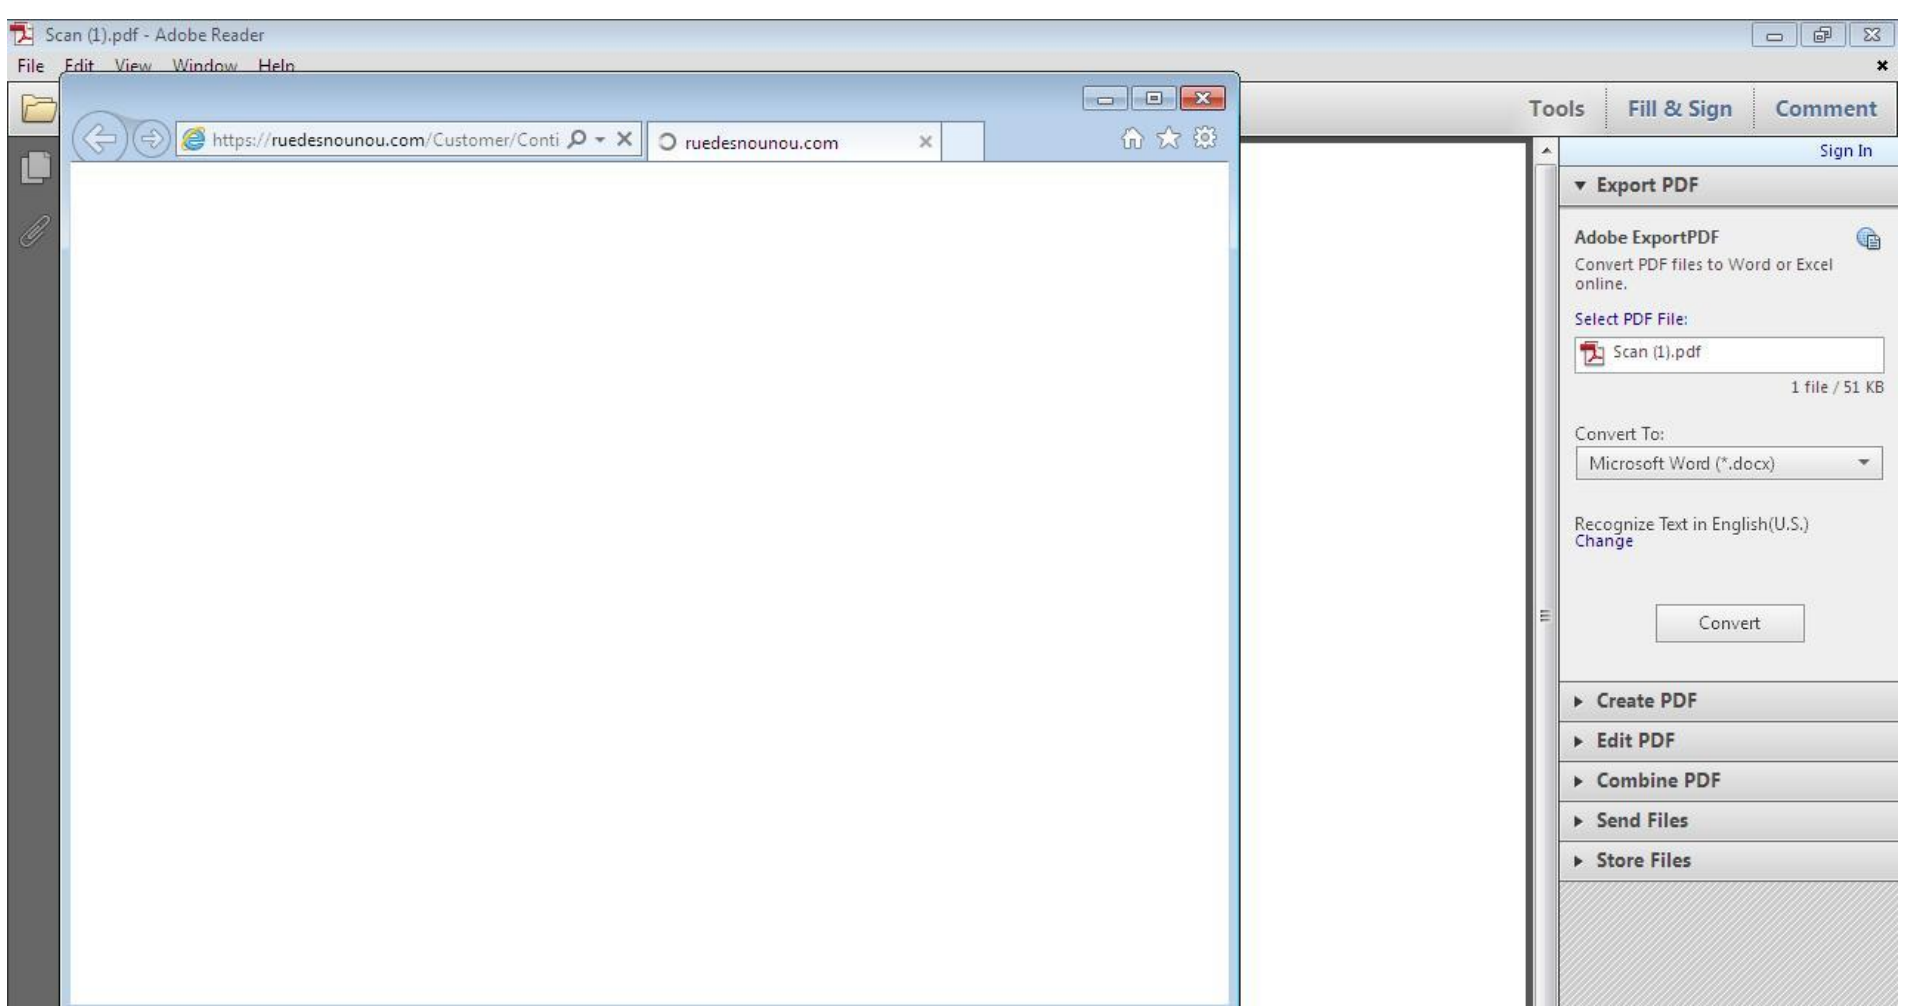 Scan (1).pdf - Adobe Reader
File Edit View Window Help
Tools Fill & Sign Comment
https://ruedesnounou.com/Customer/Conti
ruedesnounou.com
Sign In
Export PDF
Adobe ExportPDF
Convert PDF files to Word or Excel
online.
Select PDF File:
Scan (1).pdf
1 file / 51 KB
Convert To:
Microsoft Word (*.docx)
Recognize Text in English(U.S.)
Change
Convert
Create PDF
Edit PDF
Combine PDF
Send Files
Store Files